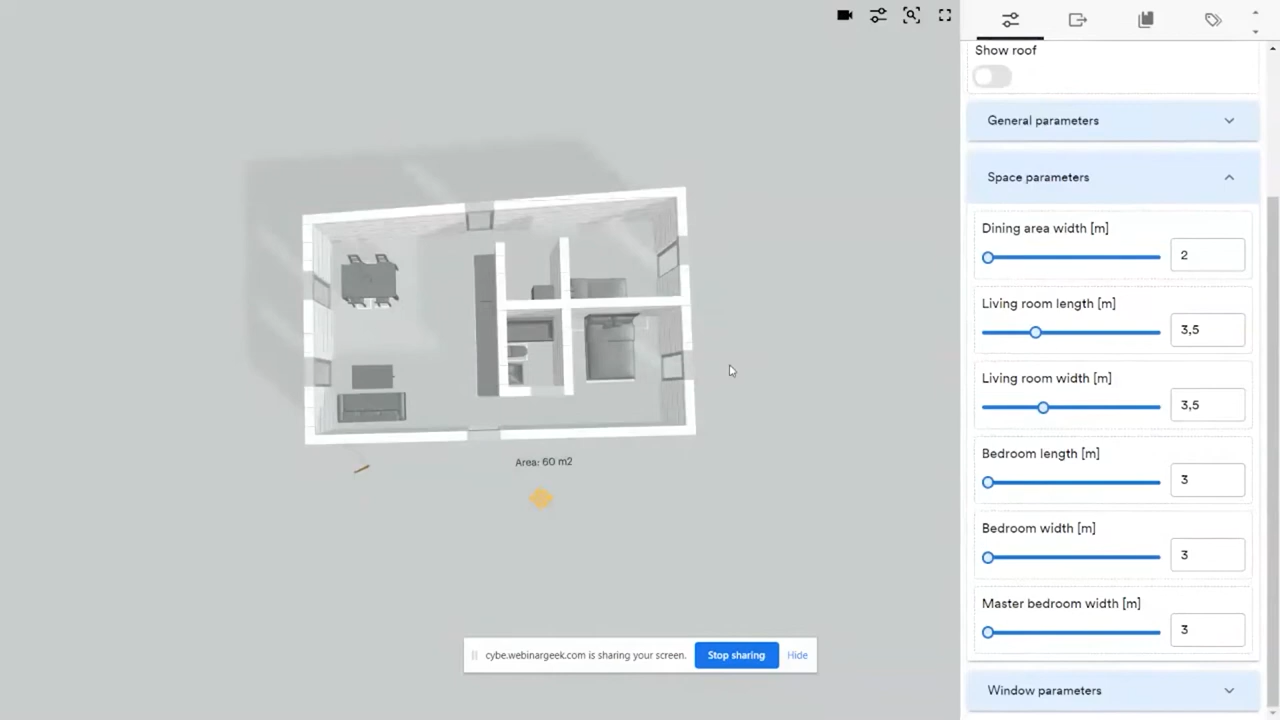 Show roof
General parameters
Space parameters
Dining area width [m]
2
Living room length [m]
3,5
Living room width [m]
3,5
Bedroom length [m]
3
Bedroom width [m]
3
Master bedroom width [m]
3
Window parameters
Area: 60 m2
cybe.webinargeek.com is sharing your screen.
Stop sharing
Hide